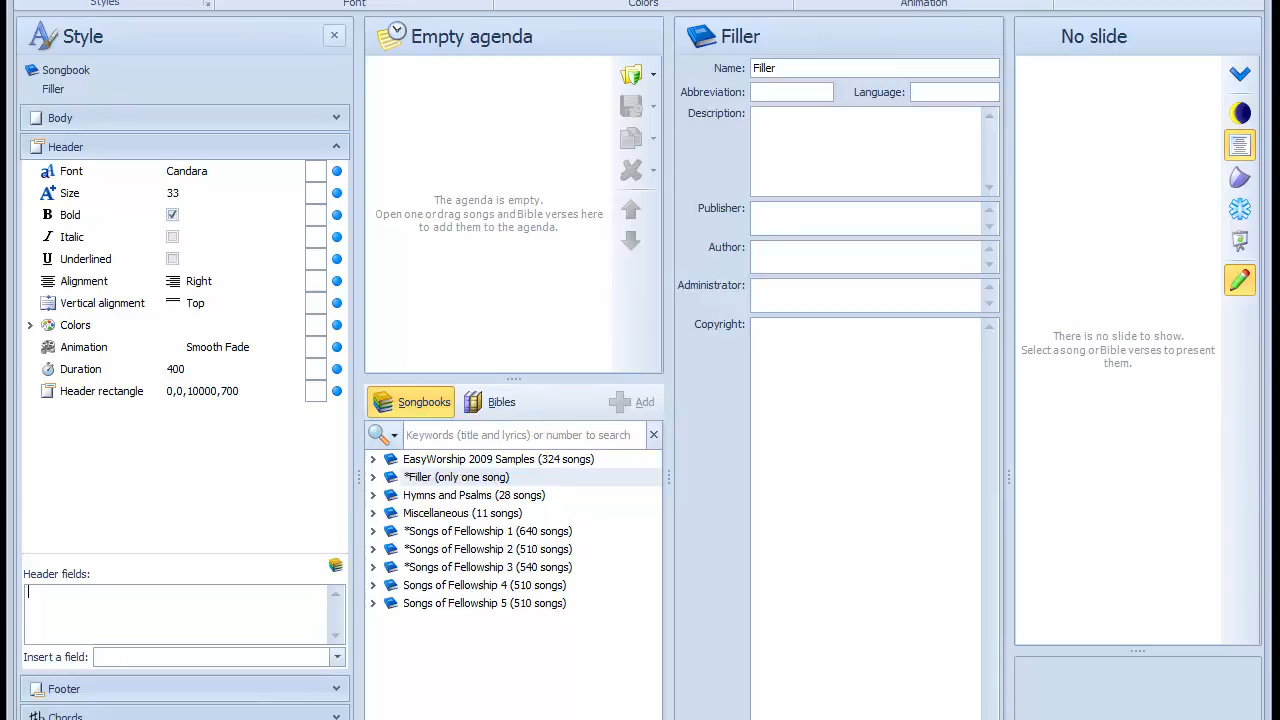 Styles
Font
Colors
Animation
Style
Songbook
Filler
Body
Header
Font Candara
Size 33
Bold
Italic
Underlined
Alignment Right
Vertical alignment Top
Colors
Animation Smooth Fade
Duration 400
Header rectangle 0,0,10000,700
Header fields:
Insert a field:
Footer
Chords
Empty agenda
The agenda is empty.
Open one or drag songs and Bible verses here
to add them to the agenda.
Songbooks
Bibles
Add
Keywords (title and lyrics) or number to search
EasyWorship 2009 Samples (324 songs)
*Filler (only one song)
Hymns and Psalms (28 songs)
Miscellaneous (11 songs)
*Songs of Fellowship 1 (640 songs)
*Songs of Fellowship 2 (510 songs)
*Songs of Fellowship 3 (540 songs)
Songs of Fellowship 4 (510 songs)
Songs of Fellowship 5 (510 songs)
Filler
Name: Filler
Abbreviation:
Language:
Description:
Publisher:
Author:
Administrator:
Copyright:
No slide
There is no slide to show.
Select a song or Bible verses to present
them.